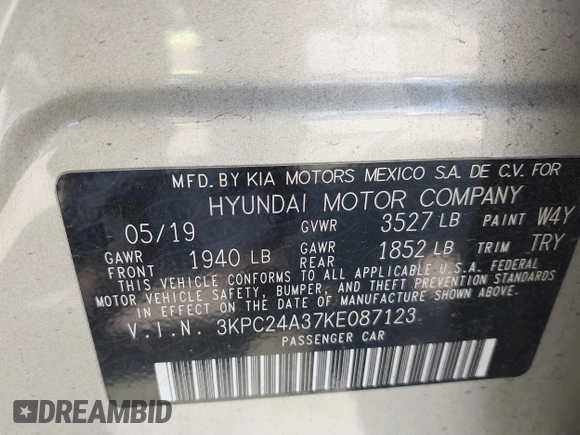 MFD. BY KIA MOTORS MEXICO S.A. DE C.V. FOR
HYUNDAI MOTOR COMPANY
05/19 GVWR 3527 LB PAINT W4Y
GAWR FRONT 1940 LB GAWR REAR 1852 LB TRIM TRY
THIS VEHICLE CONFORMS TO ALL APPLICABLE U.S.A. FEDERAL
MOTOR VEHICLE SAFETY, BUMPER, AND THEFT PREVENTION STANDARDS
IN EFFECT ON THE DATE OF MANUFACTURE SHOWN ABOVE.
V.I.N. 3KPC24A37KE087123
PASSENGER CAR
DREAMBID